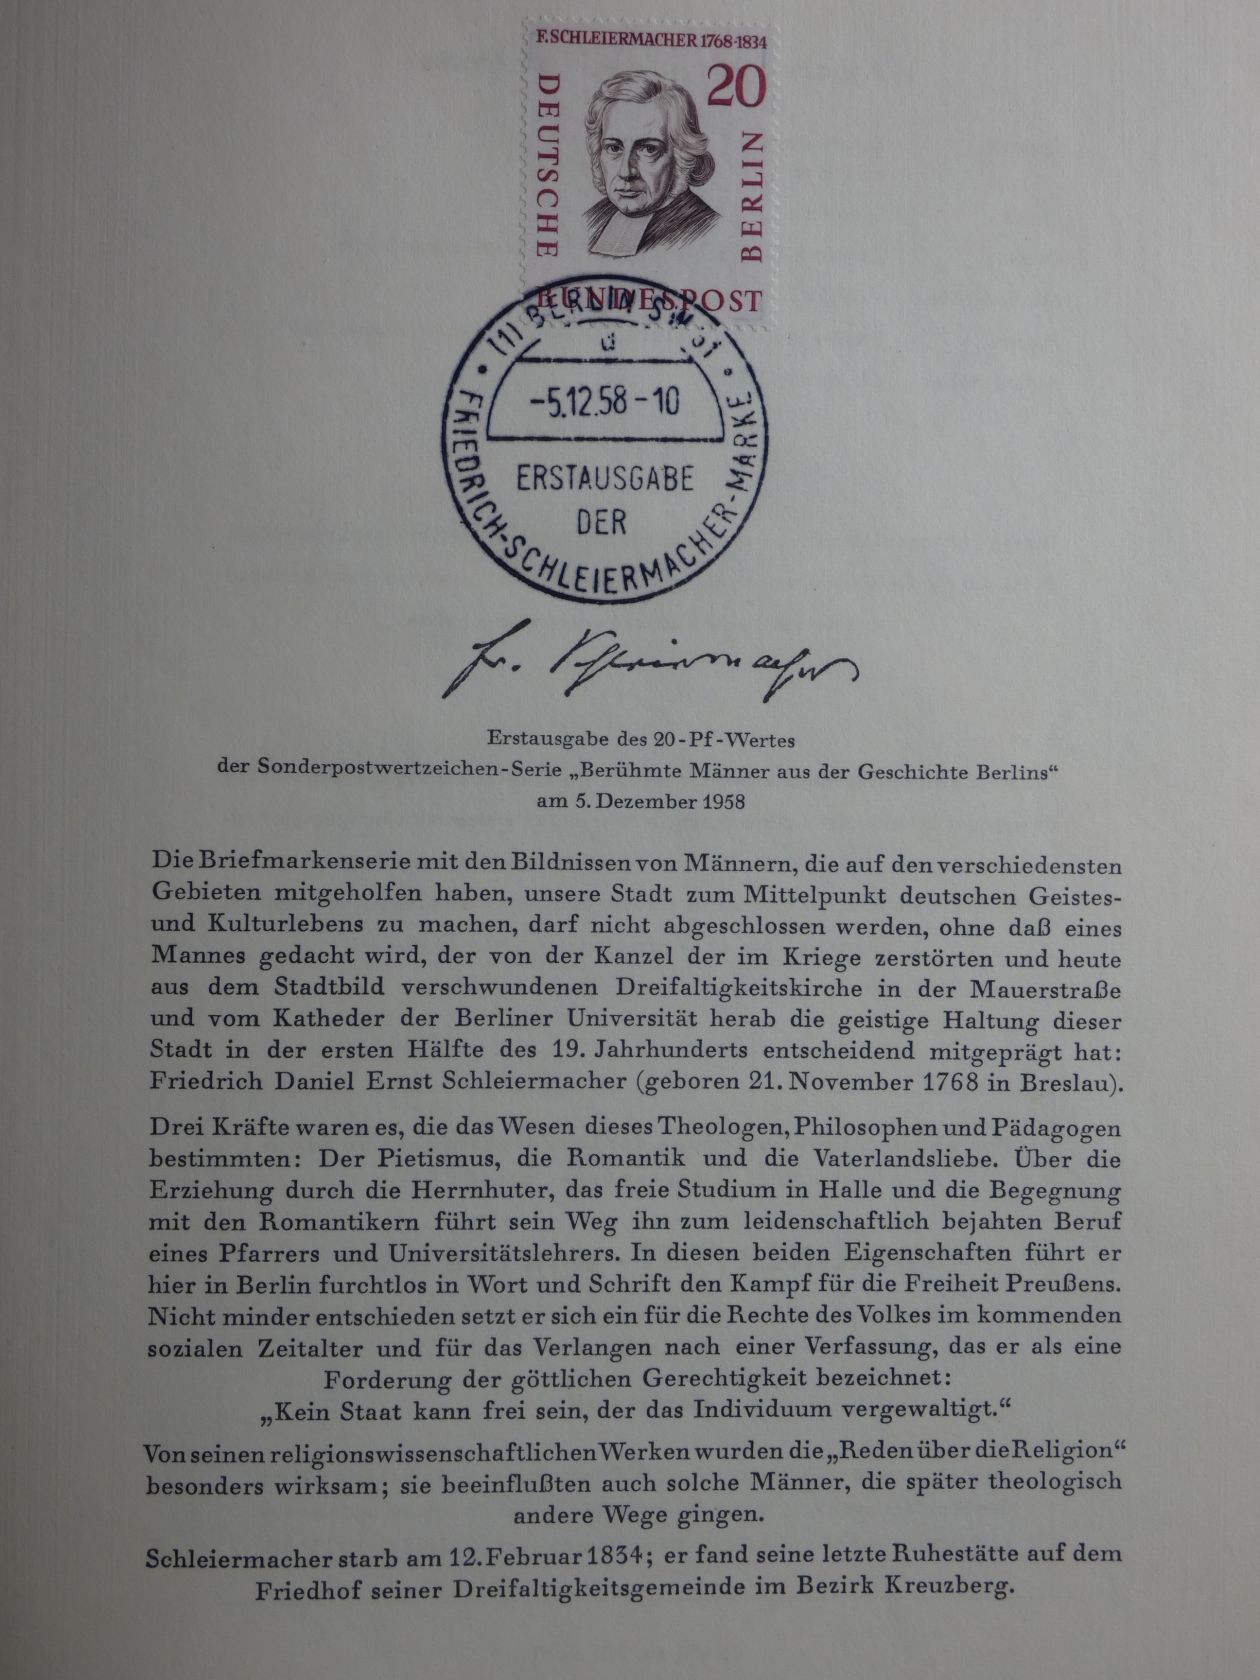 F. SCHLEIERMACHER 1768-1834
20
DEUTSCHE
BERLIN
BUNDESPOST
(1) BERLIN SW 61
-5.12.58-10
ERSTAUSGABE
DER
FRIEDRICH-SCHLEIERMACHER-MARKE
Fr. Schleiermacher
Erstausgabe des 20-Pf-Wertes
der Sonderpostwertzeichen-Serie „Berühmte Männer aus der Geschichte Berlins“
am 5. Dezember 1958
Die Briefmarkenserie mit den Bildnissen von Männern, die auf den verschiedensten
Gebieten mitgeholfen haben, unsere Stadt zum Mittelpunkt deutschen Geistes-
und Kulturlebens zu machen, darf nicht abgeschlossen werden, ohne daß eines
Mannes gedacht wird, der von der Kanzel der im Kriege zerstörten und heute
aus dem Stadtbild verschwundenen Dreifaltigkeitskirche in der Mauerstraße
und vom Katheder der Berliner Universität herab die geistige Haltung dieser
Stadt in der ersten Hälfte des 19. Jahrhunderts entscheidend mitgeprägt hat:
Friedrich Daniel Ernst Schleiermacher (geboren 21. November 1768 in Breslau).
Drei Kräfte waren es, die das Wesen dieses Theologen, Philosophen und Pädagogen
bestimmten: Der Pietismus, die Romantik und die Vaterlandsliebe. Über die
Erziehung durch die Herrnhuter, das freie Studium in Halle und die Begegnung
mit den Romantikern führt sein Weg ihn zum leidenschaftlich bejahten Beruf
eines Pfarrers und Universitätslehrers. In diesen beiden Eigenschaften führt er
hier in Berlin furchtlos in Wort und Schrift den Kampf für die Freiheit Preußens.
Nicht minder entschieden setzt er sich ein für die Rechte des Volkes im kommenden
sozialen Zeitalter und für das Verlangen nach einer Verfassung, das er als eine
Forderung der göttlichen Gerechtigkeit bezeichnet:
„Kein Staat kann frei sein, der das Individuum vergewaltigt.“
Von seinen religionswissenschaftlichen Werken wurden die „Reden über die Religion“
besonders wirksam; sie beeinflußten auch solche Männer, die später theologisch
andere Wege gingen.
Schleiermacher starb am 12. Februar 1834; er fand seine letzte Ruhestätte auf dem
Friedhof seiner Dreifaltigkeitsgemeinde im Bezirk Kreuzberg.